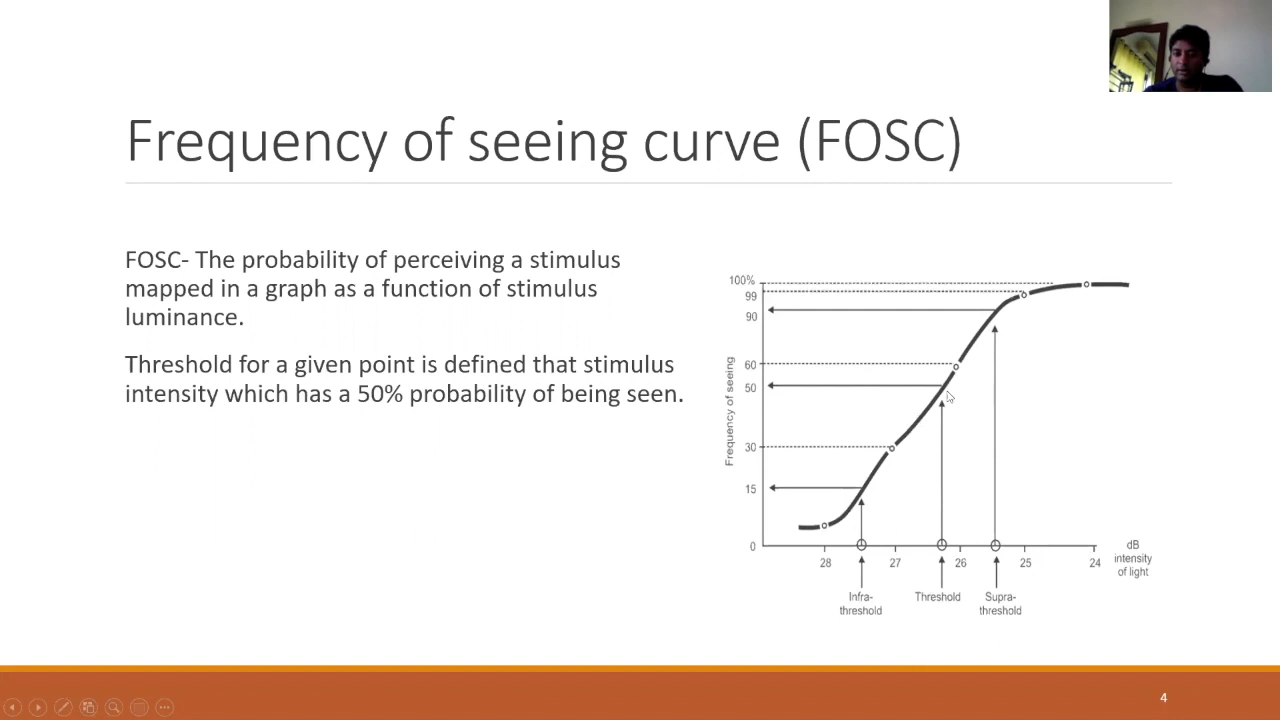 Frequency of seeing curve (FOSC)
FOSC- The probability of perceiving a stimulus
mapped in a graph as a function of stimulus
luminance.
Threshold for a given point is defined that stimulus
intensity which has a 50% probability of being seen.
Frequency of seeing
100%
99
90
60
50
30
15
0
28
27
26
25
24
dB
intensity
of light
Infra-
threshold
Threshold
Supra-
threshold
4